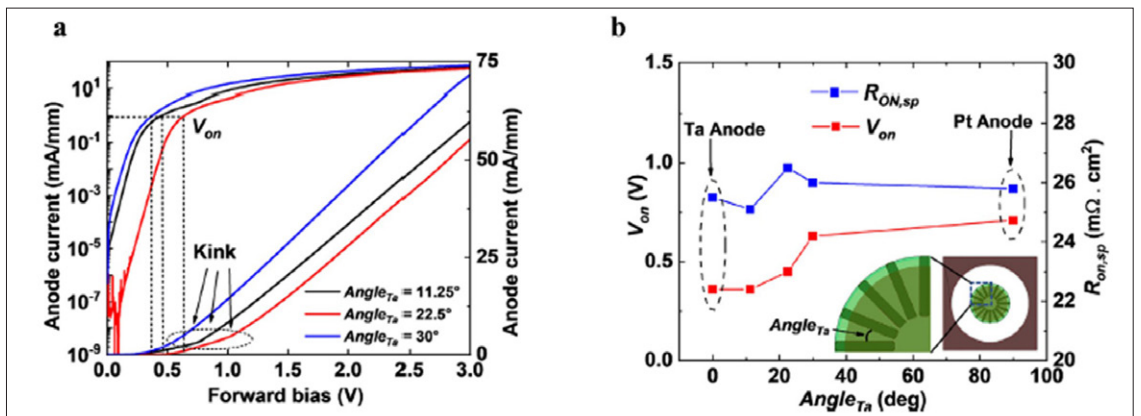 a
10¹
10⁻¹
10⁻³
10⁻⁵
10⁻⁷
10⁻⁹
Anode current (mA/mm)
V_on
Kink
Angle_Ta = 11.25°
Angle_Ta = 22.5°
Angle_Ta = 30°
75
50
25
0
Anode current (mA/mm)
0.0 0.5 1.0 1.5 2.0 2.5 3.0
Forward bias (V)
b
1.5
1.0
0.5
0.0
V_on (V)
R_ON,sp
V_on
Ta Anode
Pt Anode
Angle_Ta
30
28
26
24
22
20
R_on,sp (mΩ . cm²)
0 20 40 60 80 100
Angle_Ta (deg)